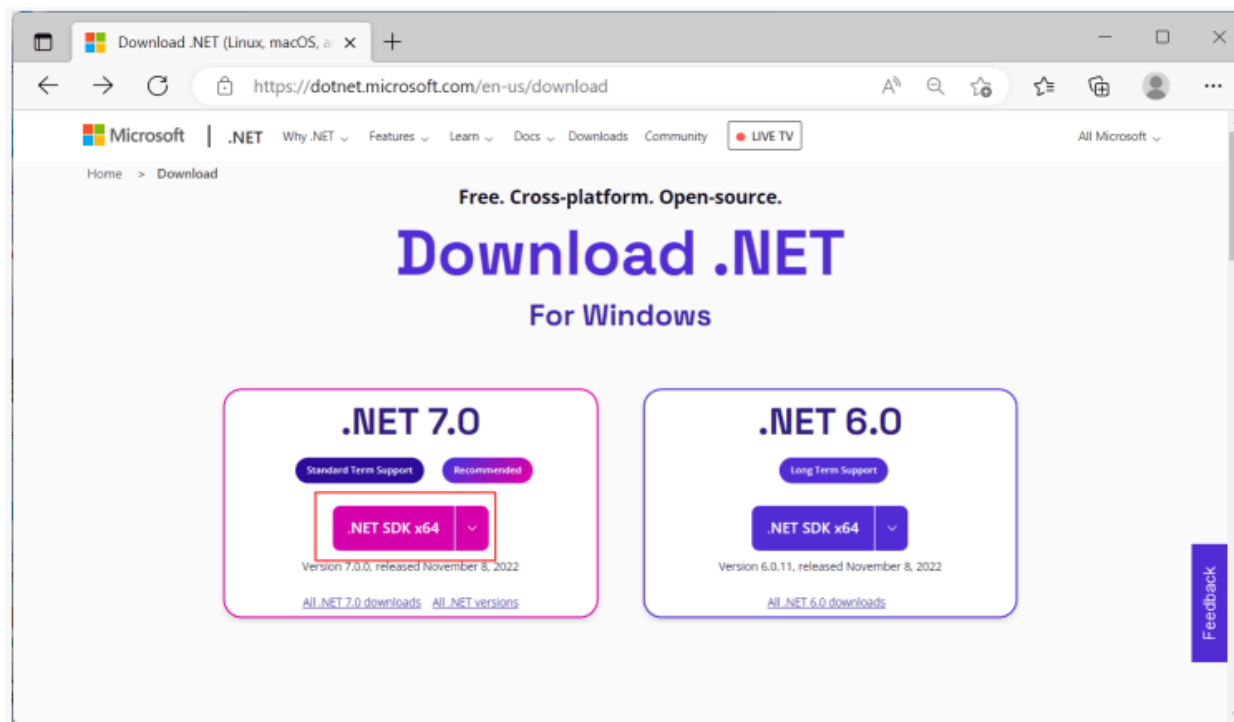 Download .NET (Linux, macOS, a
https://dotnet.microsoft.com/en-us/download
Microsoft | .NET Why .NET Features Learn Docs Downloads Community LIVE TV All Microsoft
Home > Download
Free. Cross-platform. Open-source.
Download .NET
For Windows
.NET 7.0
Standard Term Support Recommended
.NET SDK x64
Version 7.0.0, released November 8, 2022
All .NET 7.0 downloads All .NET versions
.NET 6.0
Long Term Support
.NET SDK x64
Version 6.0.11, released November 8, 2022
All .NET 6.0 downloads
Feedback